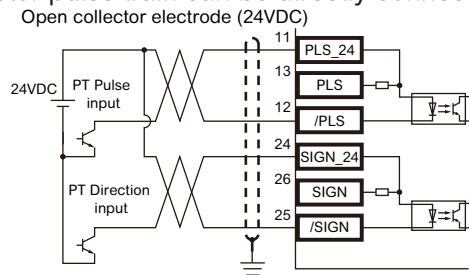 Open collector electrode (24VDC)
11
PLS_24
13
PLS
24VDC
PT Pulse
input
12
/PLS
24
SIGN_24
26
SIGN
PT Direction
input
25
/SIGN